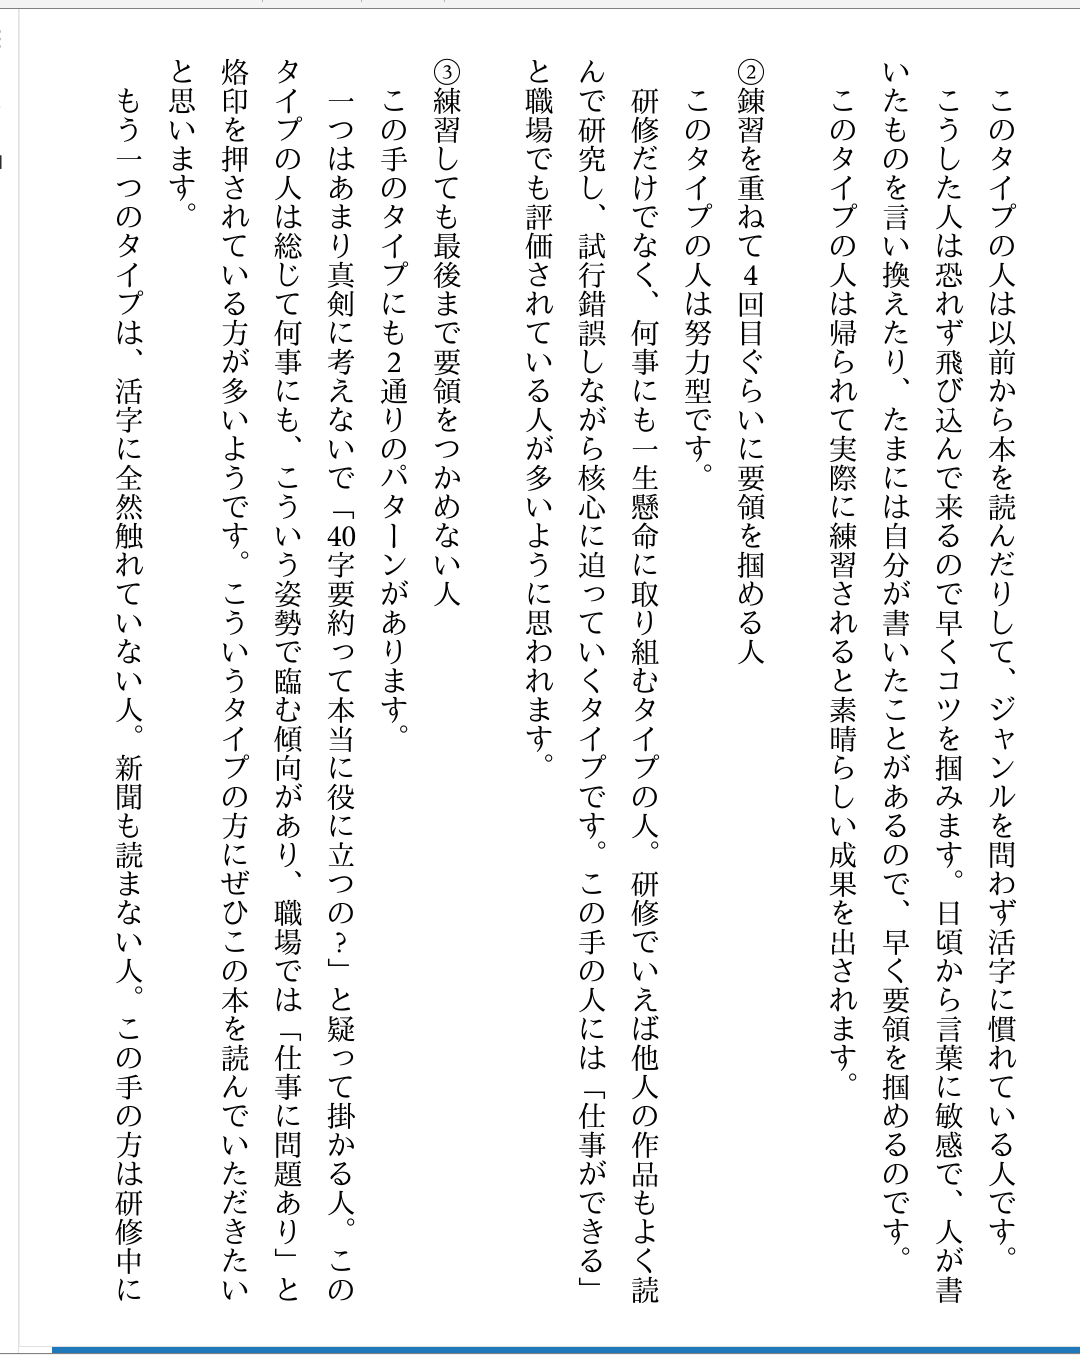 このタイプの人は以前から本を読んだりして、ジャンルを問わず活字に慣れている人です。
こうした人は恐れず飛び込んで来るので早くコツを掴みます。日頃から言葉に敏感で、人が書
いたものを言い換えたり、たまには自分が書いたことがあるので、早く要領を掴めるのです。
このタイプの人は帰られて実際に練習されると素晴らしい成果を出されます。
②錬習を重ねて4回目ぐらいに要領を掴める人
このタイプの人は努力型です。
研修だけでなく、何事にも一生懸命に取り組むタイプの人。研修でいえば他人の作品もよく読
んで研究し、試行錯誤しながら核心に迫っていくタイプです。この手の人には「仕事ができる」
と職場でも評価されている人が多いように思われます。
③練習しても最後まで要領をつかめない人
この手のタイプにも2通りのパターンがあります。
一つはあまり真剣に考えないで「40字要約って本当に役に立つの?」と疑って掛かる人。この
タイプの人は総じて何事にも、こういう姿勢で臨む傾向があり、職場では「仕事に問題あり」と
烙印を押されている方が多いようです。こういうタイプの方にぜひこの本を読んでいただきたい
と思います。
もう一つのタイプは、活字に全然触れていない人。新聞も読まない人。この手の方は研修中に